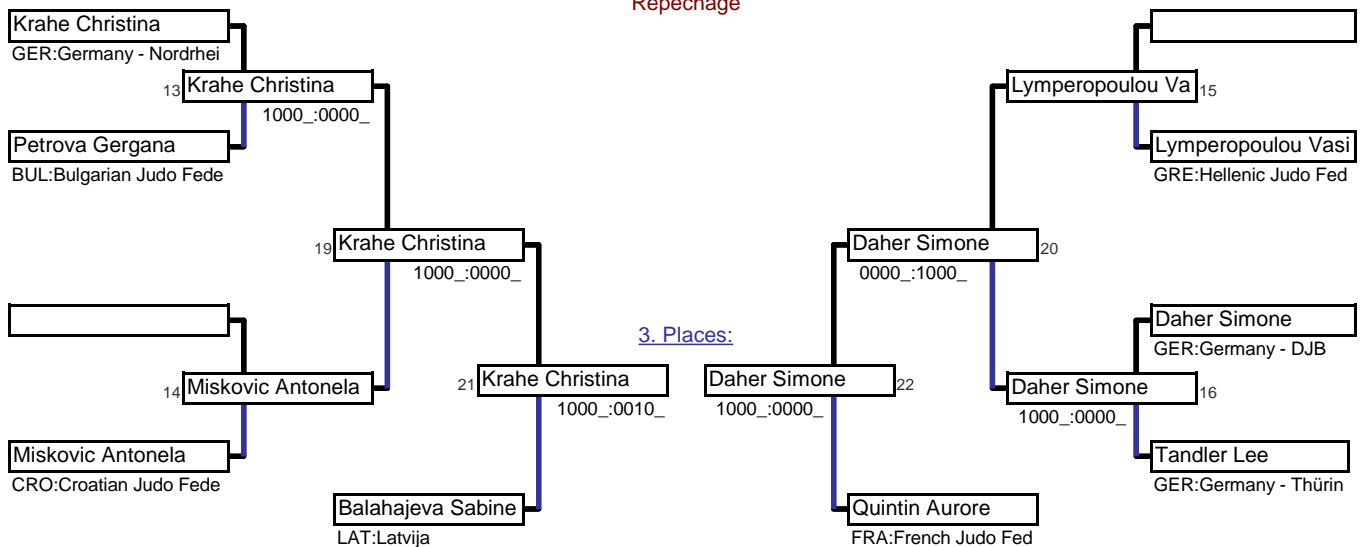 Repechage
Krahe Christina
GER:Germany - Nordrhei
13 Krahe Christina Lymperopoulou Va 15
1000_:0000_
Petrova Gergana Lymperopoulou Vasi
BUL:Bulgarian Judo Fede GRE:Hellenic Judo Fed
19 Krahe Christina Daher Simone 20
1000_:0000_ 0000_:1000_
Daher Simone
3. Places:
GER:Germany - DJB
14 Miskovic Antonela 21 Krahe Christina Daher Simone 22 Daher Simone 16
1000_:0010_ 1000_:0000_ 1000_:0000_
Miskovic Antonela Tandler Lee
CRO:Croatian Judo Fede GER:Germany - Thürin
Balahajeva Sabine Quintin Aurore
LAT:Latvija FRA:French Judo Fed